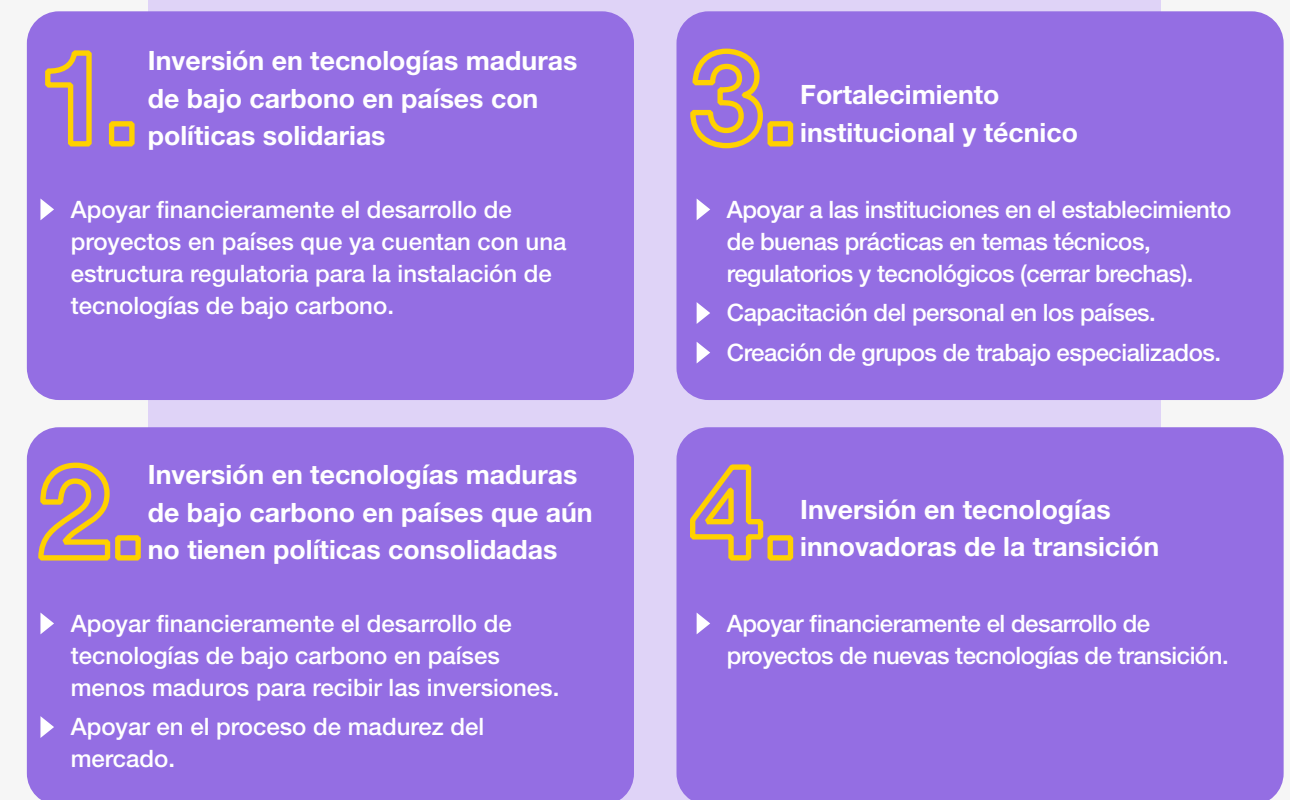 1.
Inversión en tecnologías maduras
de bajo carbono en países con
políticas solidarias
Apoyar financieramente el desarrollo de
proyectos en países que ya cuentan con una
estructura regulatoria para la instalación de
tecnologías de bajo carbono.
2.
Inversión en tecnologías maduras
de bajo carbono en países que aún
no tienen políticas consolidadas
Apoyar financieramente el desarrollo de
tecnologías de bajo carbono en países
menos maduros para recibir las inversiones.
Apoyar en el proceso de madurez del
mercado.
3.
Fortalecimiento
institucional y técnico
Apoyar a las instituciones en el establecimiento
de buenas prácticas en temas técnicos,
regulatorios y tecnológicos (cerrar brechas).
Capacitación del personal en los países.
Creación de grupos de trabajo especializados.
4.
Inversión en tecnologías
innovadoras de la transición
Apoyar financieramente el desarrollo de
proyectos de nuevas tecnologías de transición.